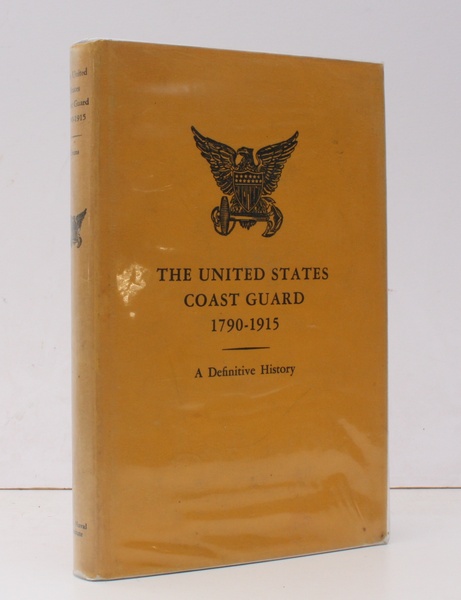 THE UNITED STATES
COAST GUARD
1790-1915
A Definitive History